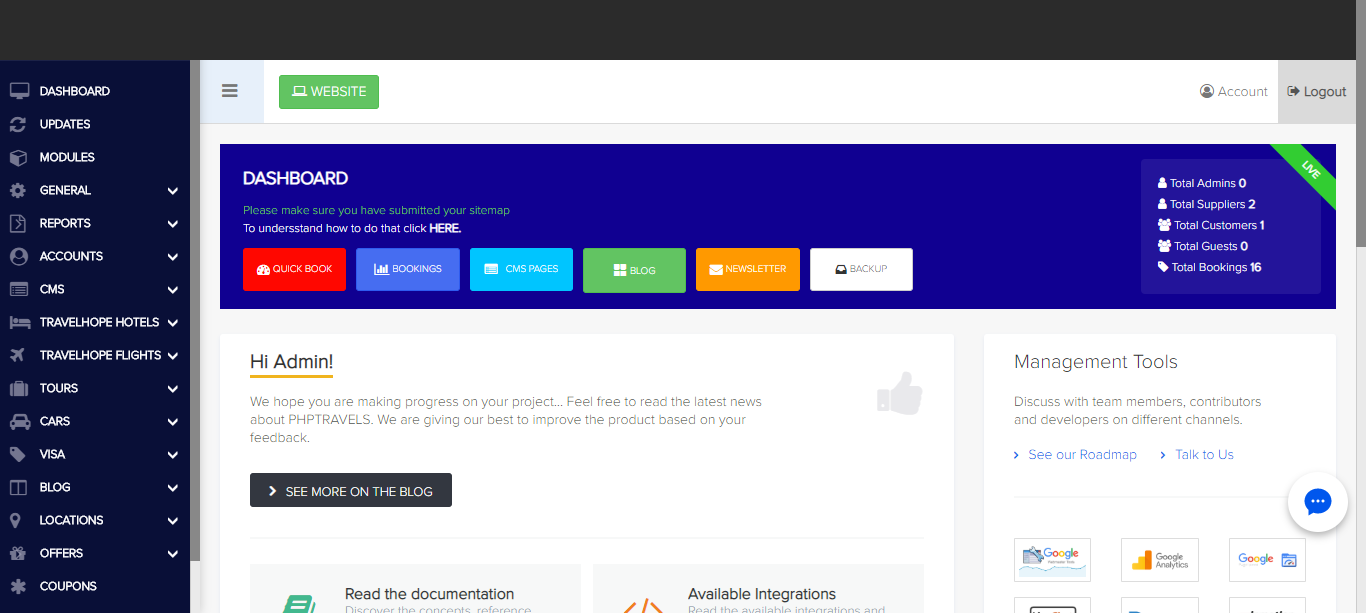 WEBSITE
Account
Logout
DASHBOARD
UPDATES
MODULES
GENERAL
REPORTS
ACCOUNTS
CMS
TRAVELHOPE HOTELS
TRAVELHOPE FLIGHTS
TOURS
CARS
VISA
BLOG
LOCATIONS
OFFERS
COUPONS
DASHBOARD
Please make sure you have submitted your sitemap
To undersstand how to do that click HERE.
QUICK BOOK
BOOKINGS
CMS PAGES
BLOG
NEWSLETTER
BACKUP
LIVE
Total Admins 0
Total Suppliers 2
Total Customers 1
Total Guests 0
Total Bookings 16
Hi Admin!
We hope you are making progress on your project... Feel free to read the latest news
about PHPTRAVELS. We are giving our best to improve the product based on your
feedback.
SEE MORE ON THE BLOG
Read the documentation
Discover the concepts, reference
Available Integrations
Read the available integrations and
Management Tools
Discuss with team members, contributors
and developers on different channels.
See our Roadmap
Talk to Us
Google
Google
Analytics
Google